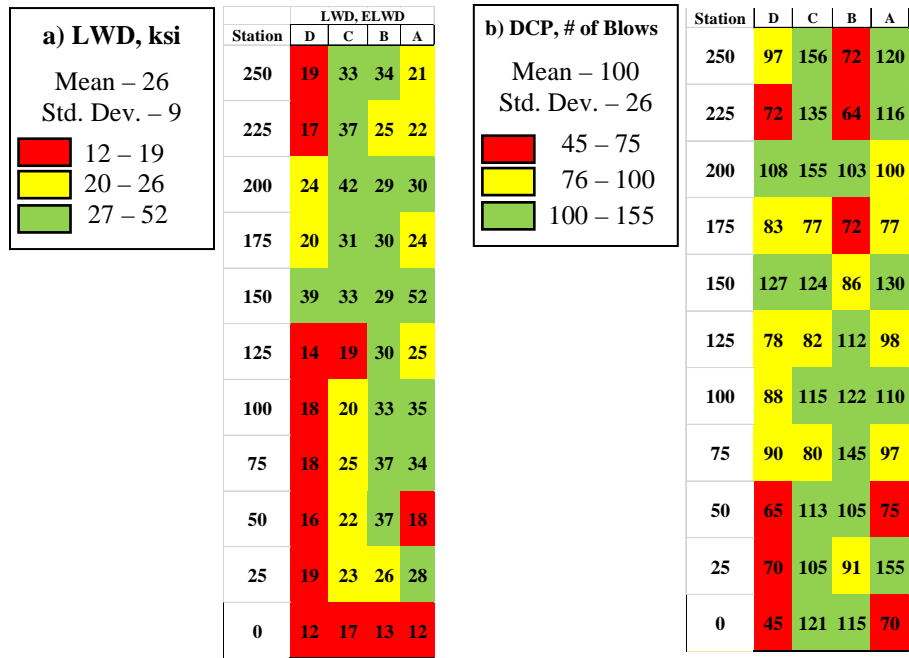 a) LWD, ksi
Mean – 26
Std. Dev. – 9
12 – 19
20 – 26
27 – 52
LWD, ELWD
Station D C B A
250 19 33 34 21
225 17 37 25 22
200 24 42 29 30
175 20 31 30 24
150 39 33 29 52
125 14 19 30 25
100 18 20 33 35
75 18 25 37 34
50 16 22 37 18
25 19 23 26 28
0 12 17 13 12
b) DCP, # of Blows
Mean – 100
Std. Dev. – 26
45 – 75
76 – 100
100 – 155
Station D C B A
250 97 156 72 120
225 72 135 64 116
200 108 155 103 100
175 83 77 72 77
150 127 124 86 130
125 78 82 112 98
100 88 115 122 110
75 90 80 145 97
50 65 113 105 75
25 70 105 91 155
0 45 121 115 70